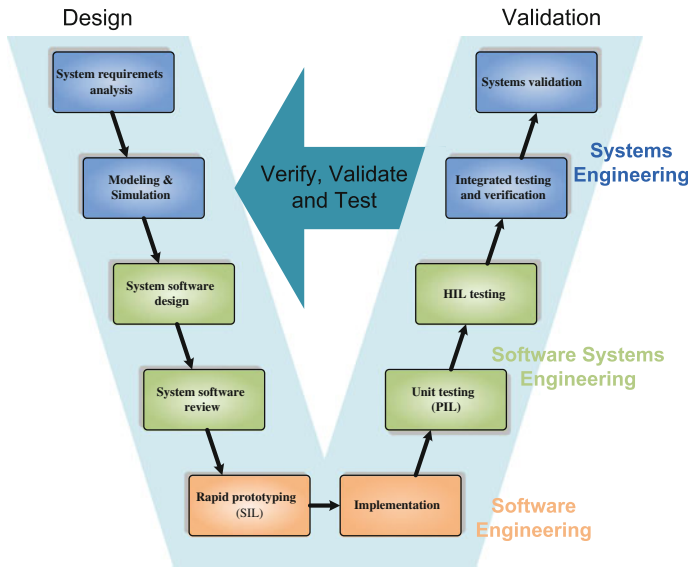 Design
Validation
System requiremets
analysis
Modeling &
Simulation
System software
design
System software
review
Rapid prototyping
(SIL)
Implementation
Unit testing
(PIL)
HIL testing
Integrated testing
and verification
Systems validation
Verify, Validate
and Test
Systems
Engineering
Software Systems
Engineering
Software
Engineering